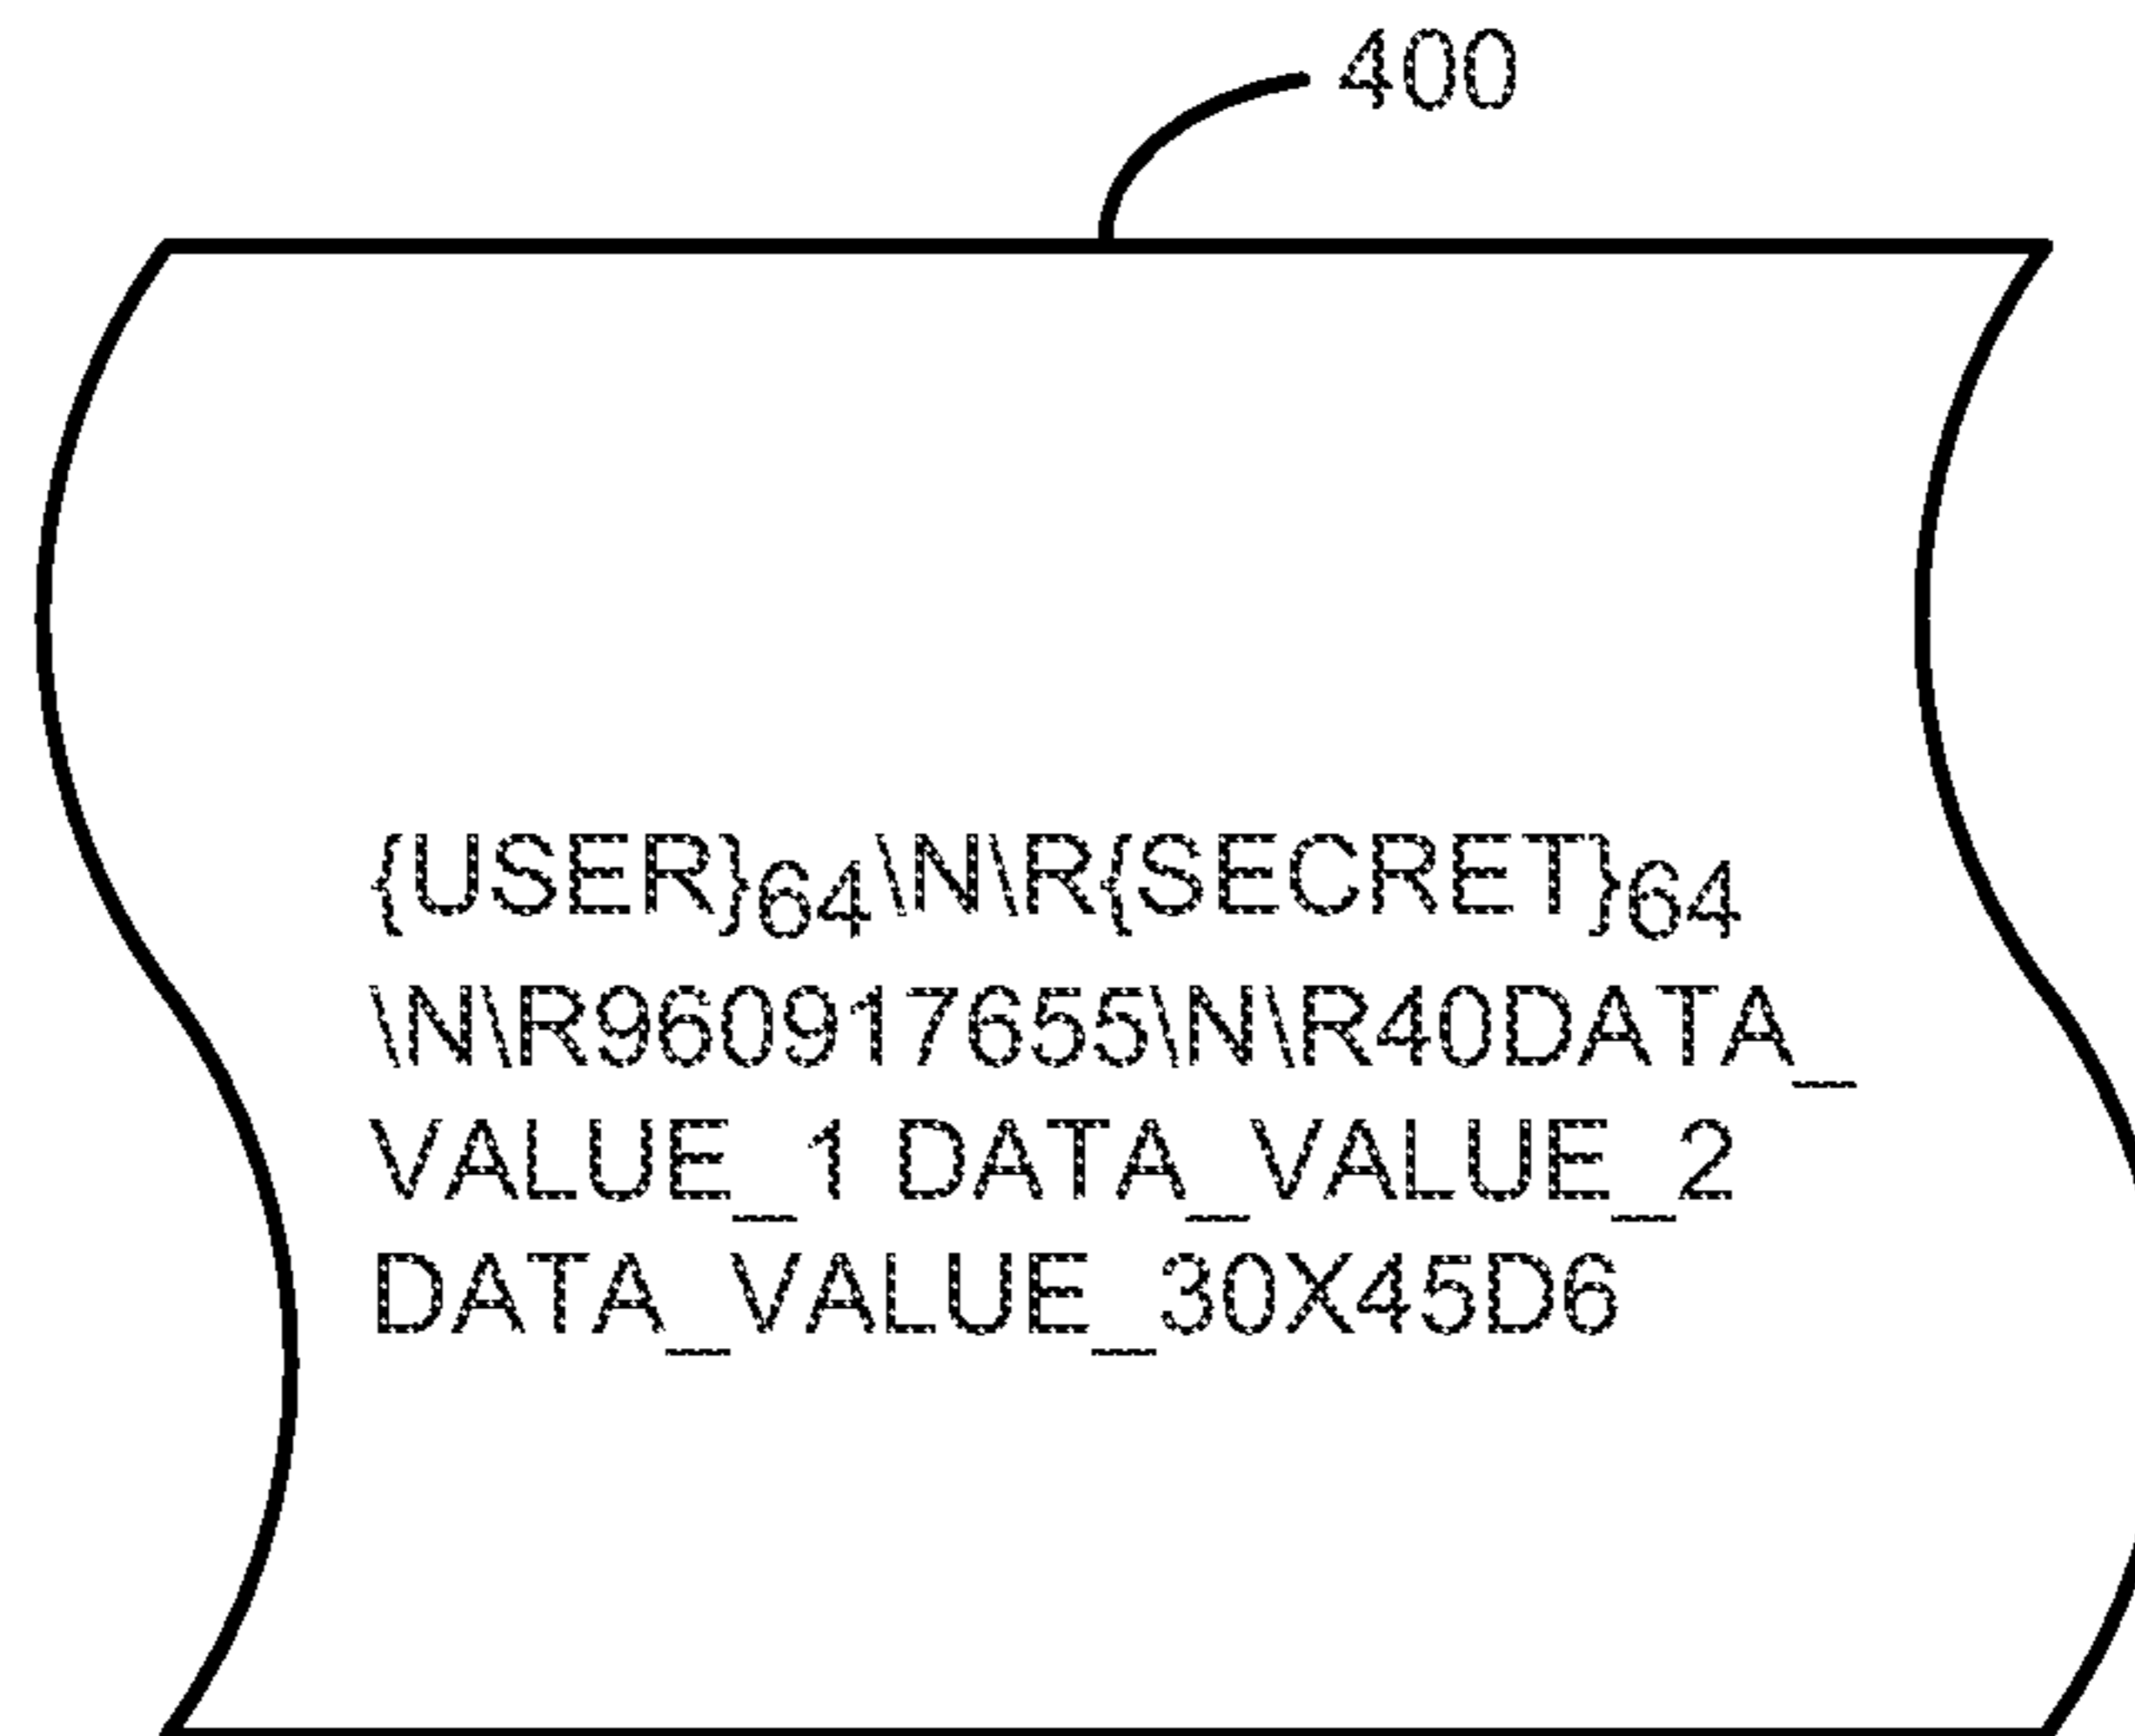 400
{USER}64\N\R{SECRET}64
\N\R960917655\N\R40DATA_
VALUE_1 DATA_VALUE_2
DATA_VALUE_30X45D6